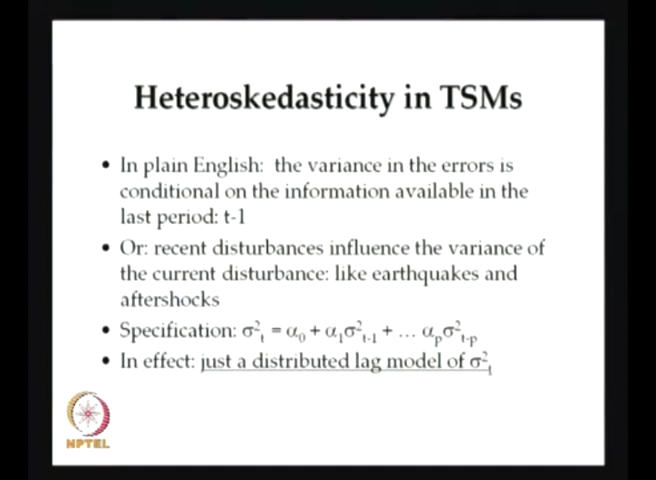 Heteroskedasticity in TSMs
• In plain English: the variance in the errors is
conditional on the information available in the
last period: t-1
• Or: recent disturbances influence the variance of
the current disturbance: like earthquakes and
aftershocks
• Specification: σ²ₜ = α₀ + α₁σ²ₜ₋₁ + … αₚσ²ₜ₋ₚ
• In effect: just a distributed lag model of σ²ₜ
NPTEL